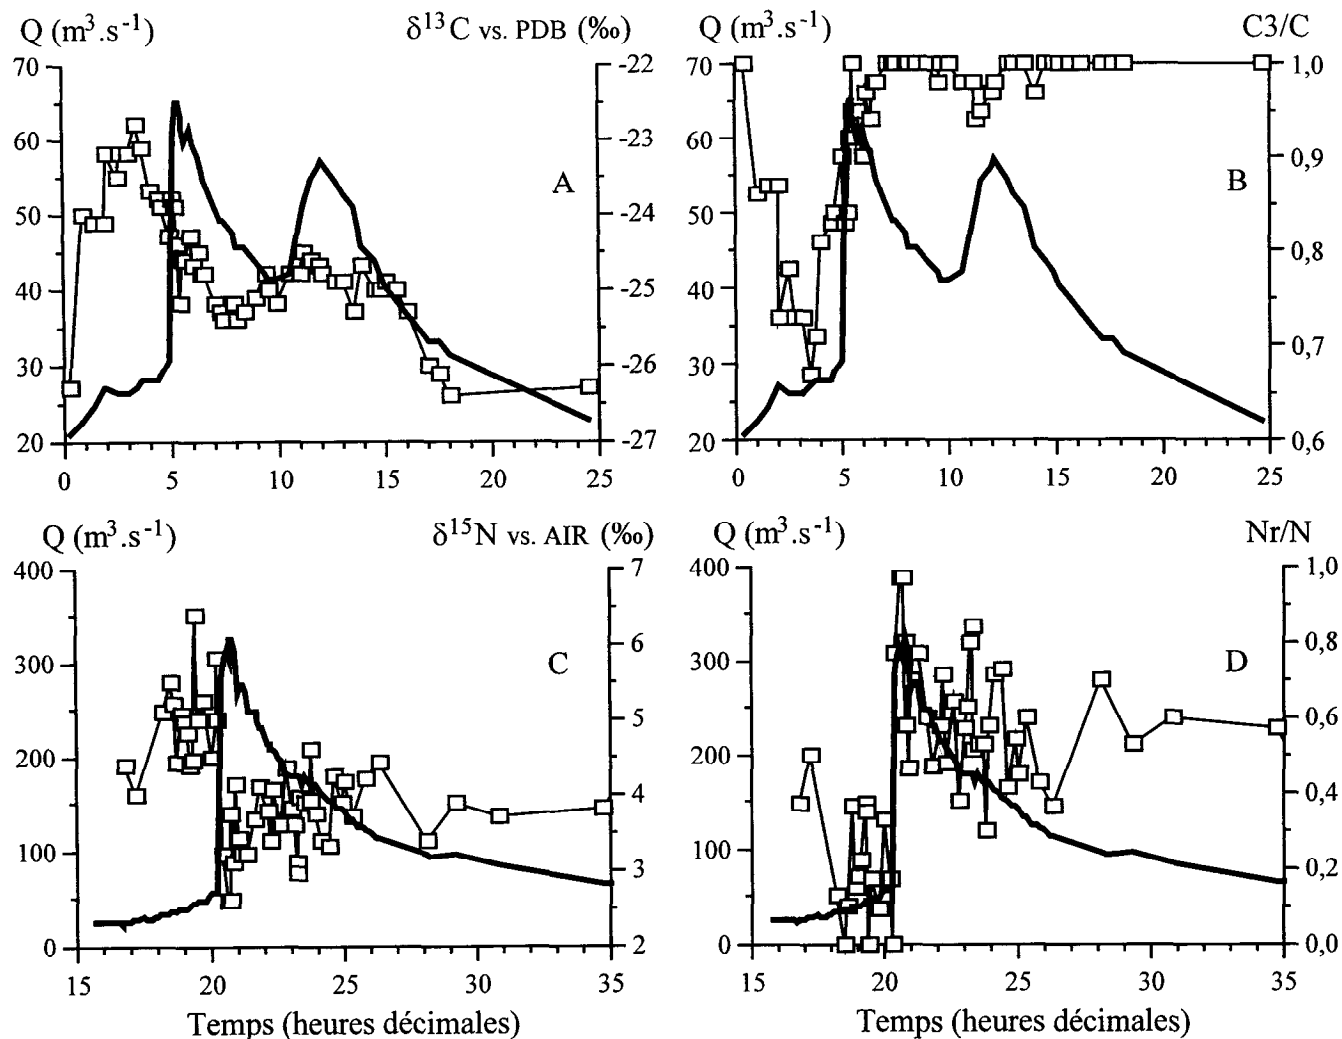 Q (m³.s⁻¹) δ¹³C vs. PDB (‰)
70 -22
60 -23
50 -24
40 -25
30 -26
20 -27
A
0 5 10 15 20 25
Q (m³.s⁻¹) C3/C
70 1,0
60 0,9
50 0,8
40 0,7
30 0,6
20
B
0 5 10 15 20 25
Q (m³.s⁻¹) δ¹⁵N vs. AIR (‰)
400 7
300 6
200 5
100 4
0 3
2
C
15 20 25 30 35
Temps (heures décimales)
Q (m³.s⁻¹) Nr/N
400 1,0
300 0,8
200 0,6
100 0,4
0 0,2
0,0
D
15 20 25 30 35
Temps (heures décimales)